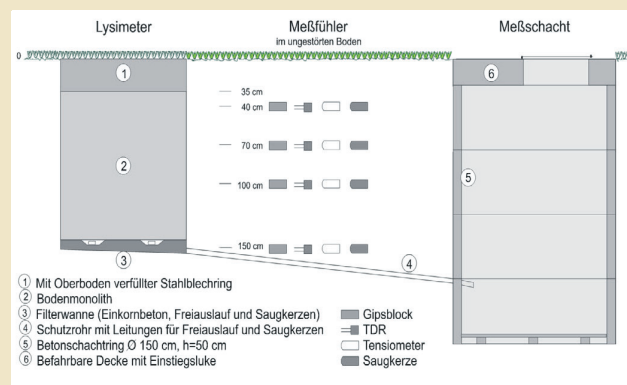 Lysimeter
Meßfühler
im ungestörten Boden
Meßschacht
0
1
6
35 cm
40 cm
70 cm
2
5
100 cm
150 cm
3
4
1 Mit Oberboden verfüllter Stahlblechring
2 Bodenmonolith
3 Filterwanne (Einkornbeton, Freiauslauf und Saugkerzen)
4 Schutzrohr mit Leitungen für Freiauslauf und Saugkerzen
5 Betonschachtring Ø 150 cm, h=50 cm
6 Befahrbare Decke mit Einstiegsluke
Gipsblock
TDR
Tensiometer
Saugkerze